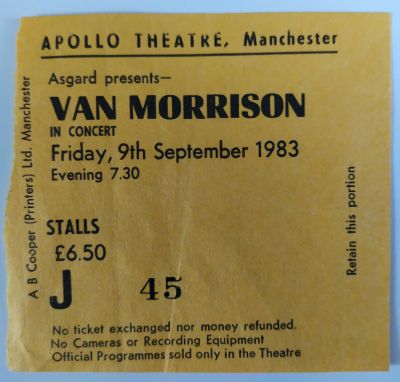 APOLLO THEATRE, Manchester
Asgard presents—
VAN MORRISON
IN CONCERT
Friday, 9th September 1983
Evening 7.30
STALLS
£6.50
J 45
No ticket exchanged nor money refunded.
No Cameras or Recording Equipment
Official Programmes sold only in the Theatre
A B Cooper (Printers) Ltd. Manchester
Retain this portion